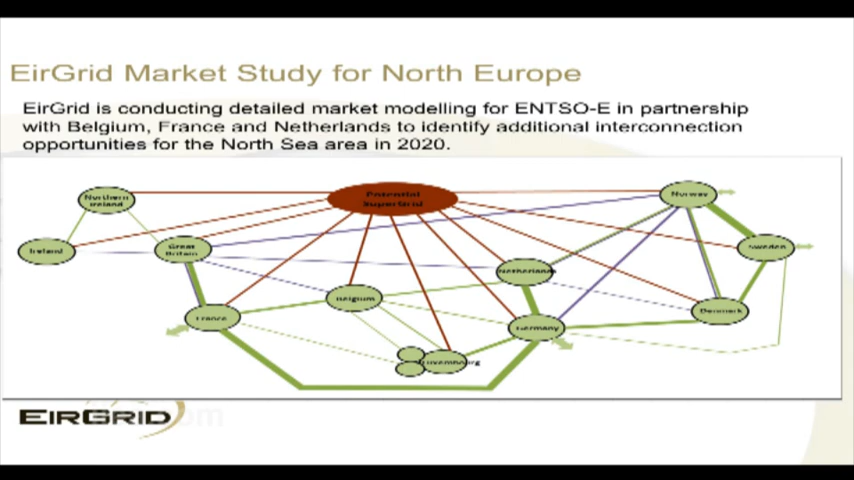 EirGrid Market Study for North Europe
EirGrid is conducting detailed market modelling for ENTSO-E in partnership
with Belgium, France and Netherlands to identify additional interconnection
opportunities for the North Sea area in 2020.
Potential
SuperGrid
Northern
Ireland
Norway
Ireland
Great
Britain
Sweden
Netherlands
Belgium
France
Denmark
Germany
Luxembourg
EIRGRID